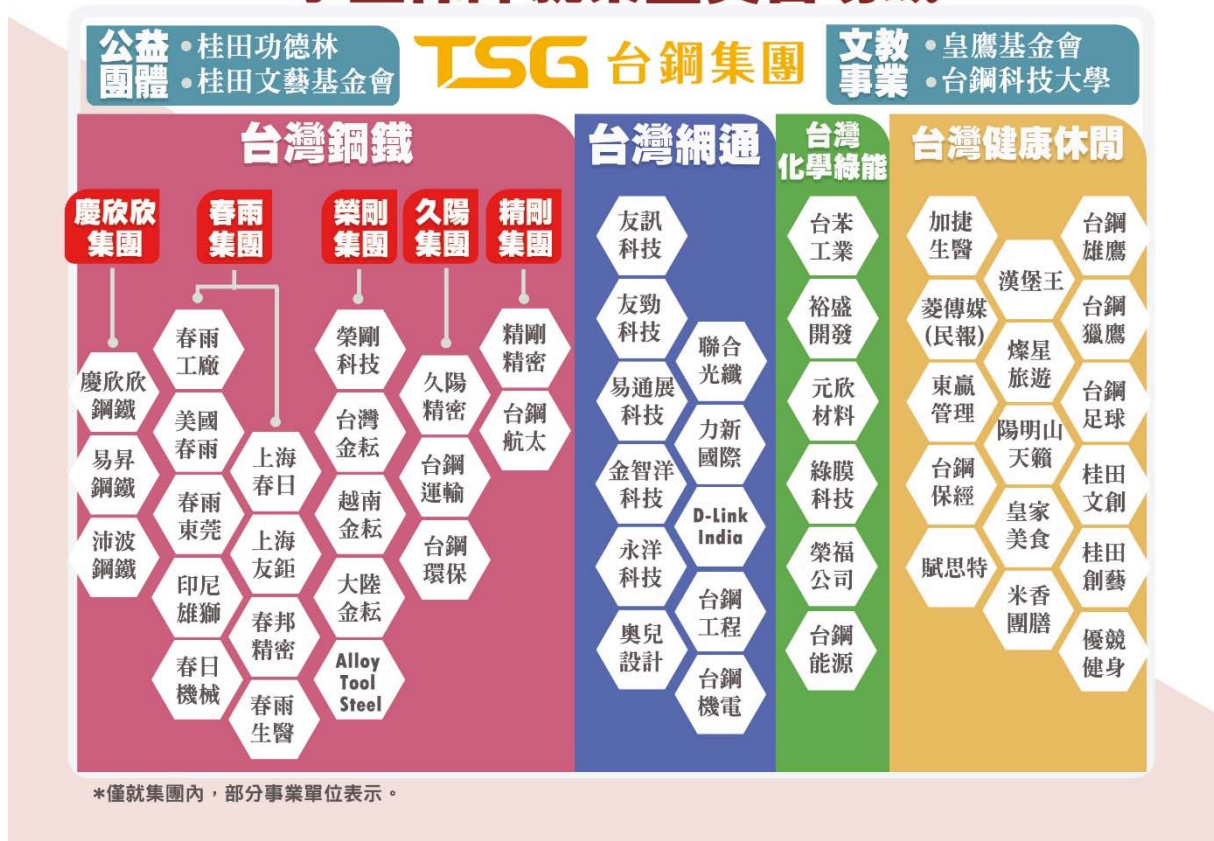 公益
團體
•桂田功德林
•桂田文藝基金會
TSG 台鋼集團
文教
事業
•皇鷹基金會
•台鋼科技大學
台灣鋼鐵
慶欣欣
集團
春雨
集團
榮剛
集團
久陽
集團
精剛
集團
慶欣欣
鋼鐵
易昇
鋼鐵
沛波
鋼鐵
春雨
工廠
美國
春雨
春雨
東莞
印尼
雄獅
春日
機械
上海
春日
上海
友鉅
春邦
精密
春雨
生醫
榮剛
科技
台灣
金耘
越南
金耘
大陸
金耘
Alloy
Tool
Steel
久陽
精密
台鋼
運輸
台鋼
環保
精剛
精密
台鋼
航太
台灣網通
友訊
科技
友勁
科技
易通展
科技
金智洋
科技
永洋
科技
奧兒
設計
聯合
光纖
力新
國際
D-Link
India
台鋼
工程
台鋼
機電
台灣
化學綠能
台苯
工業
裕盛
開發
元欣
材料
綠膜
科技
榮福
公司
台鋼
能源
台灣健康休閒
加捷
生醫
菱傳媒
(民報)
東贏
管理
台鋼
保經
賦思特
漢堡王
燦星
旅遊
陽明山
天籟
皇家
美食
米香
團膳
台鋼
雄鷹
台鋼
獵鷹
台鋼
足球
桂田
文創
桂田
創藝
優競
健身
*僅就集團內，部分事業單位表示。